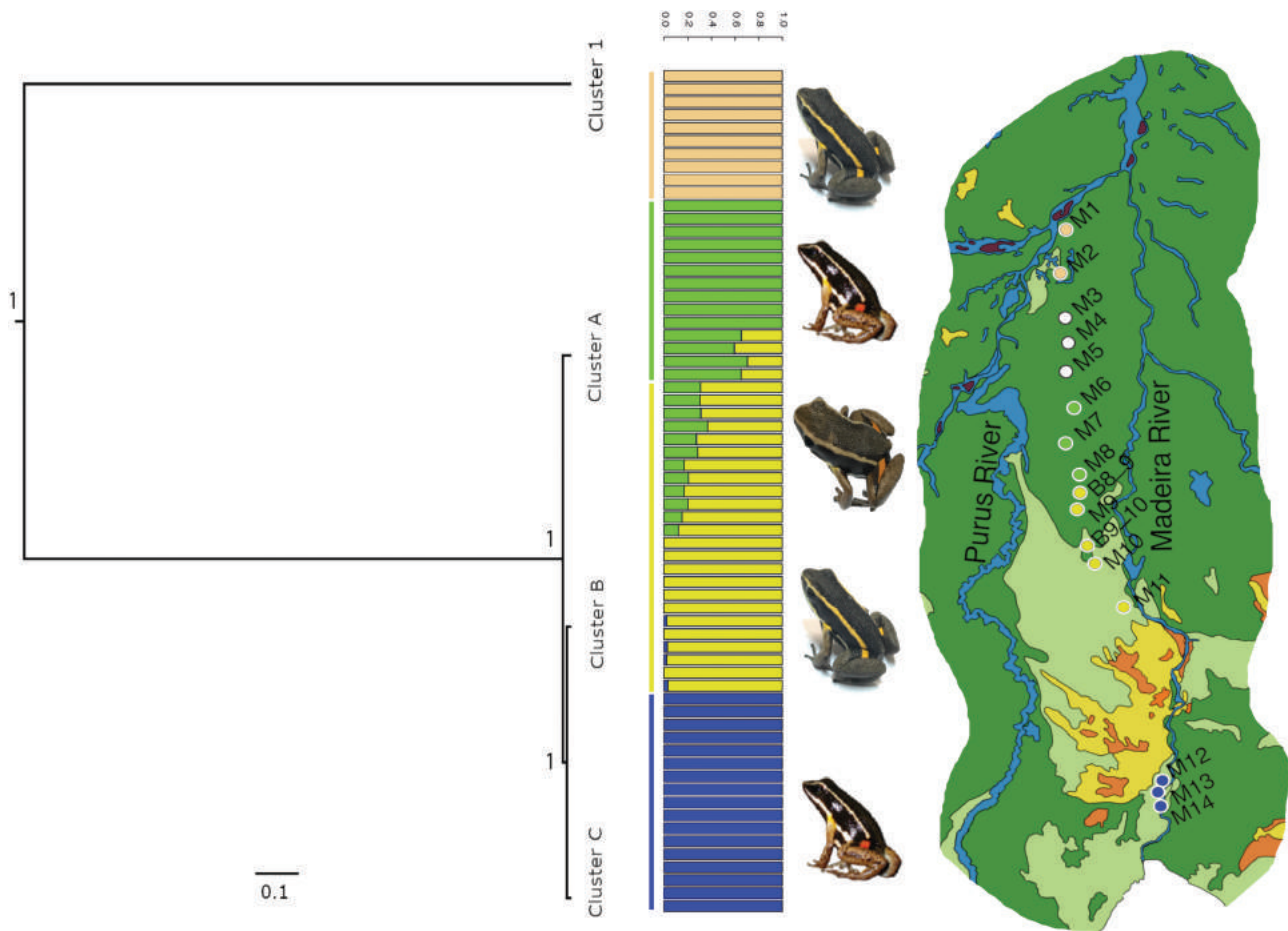 0.0
0.2
0.4
0.6
0.8
1.0
Cluster 1
Cluster A
Cluster B
Cluster C
1
1
1
0.1
M1
M2
M3
M4
M5
M6
M7
M8
B8_9
M9
B9_10
M10
M11
M12
M13
M14
Purus River
Madeira River